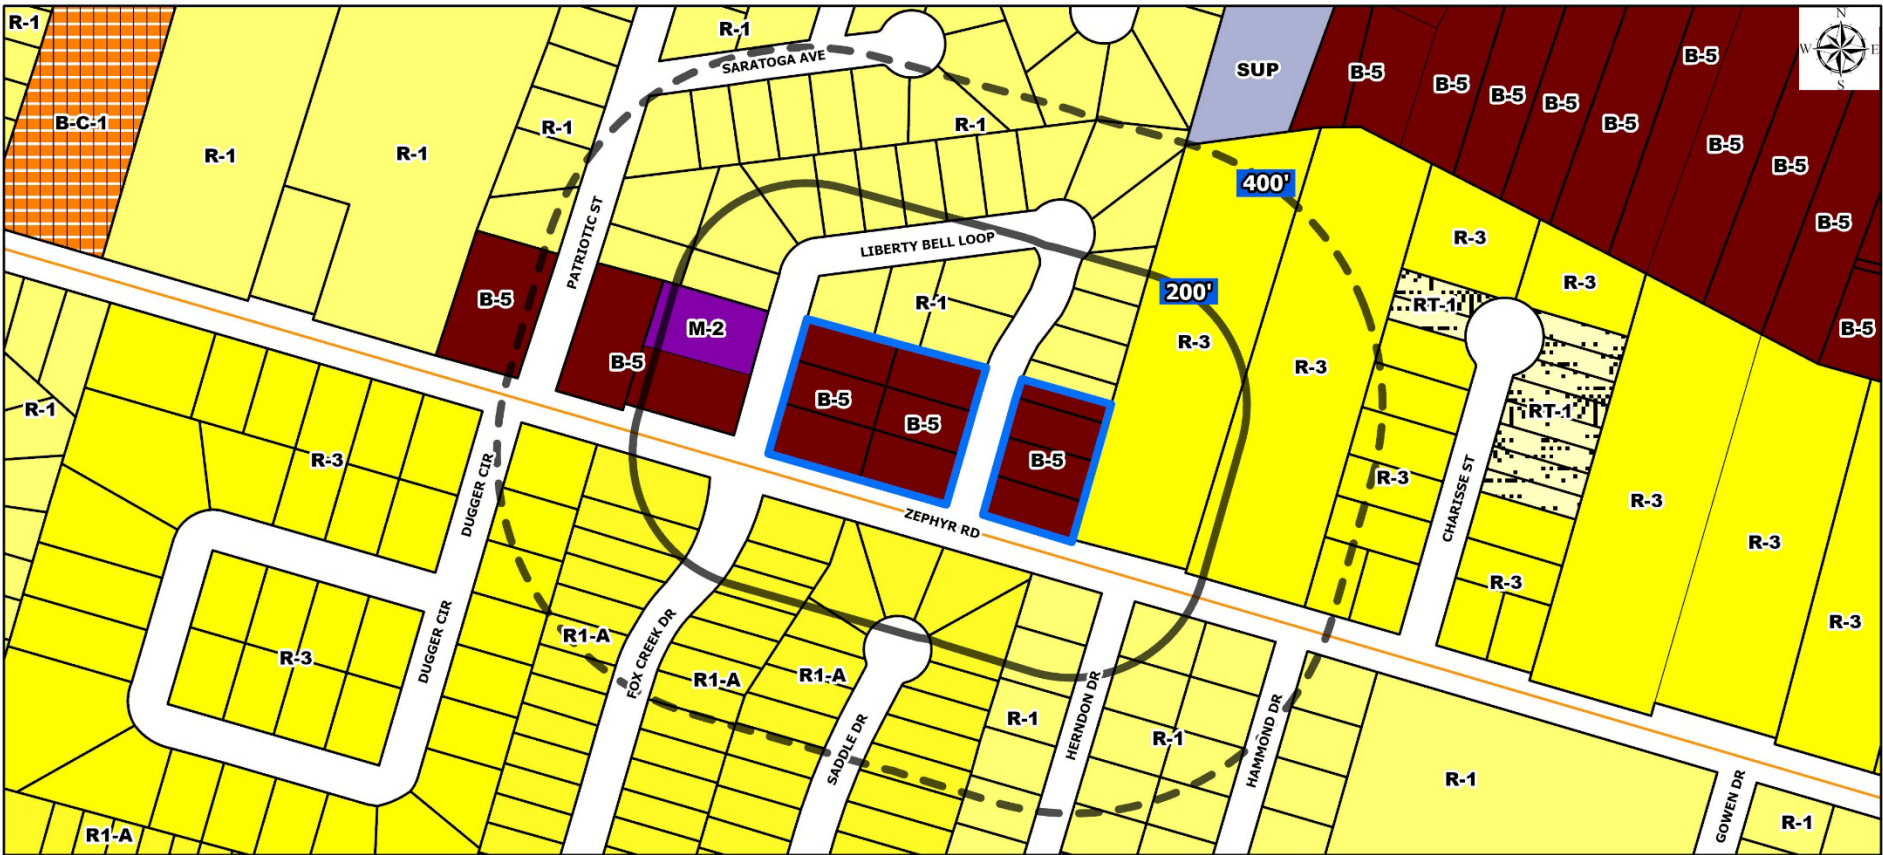 R-1
R-1
N
W
E
S
SARATOGA AVE
SUP
B-5
B-5
B-5
B-5
B-5
B-5
B-5
B-5
B-5
B-5
B-C-1
R-1
R-1
R-1
R-1
400'
PATRIOTIC ST
LIBERTY BELL LOOP
R-3
R-3
B-5
M-2
B-5
R-1
200'
R-3
R-3
RT-1
RT-1
R-1
B-5
B-5
B-5
R-3
R-3
R-3
DUGGER CIR
ZEPHYR RD
CHARISSE ST
R-3
R-3
R-3
R-3
R-3
DUGGER CIR
R1-A
FOX CREEK DR
R1-A
R1-A
SADDLE DR
R-1
HERNDON DR
R-1
HAMMOND DR
R-1
GOWEN DR
R-1
R1-A